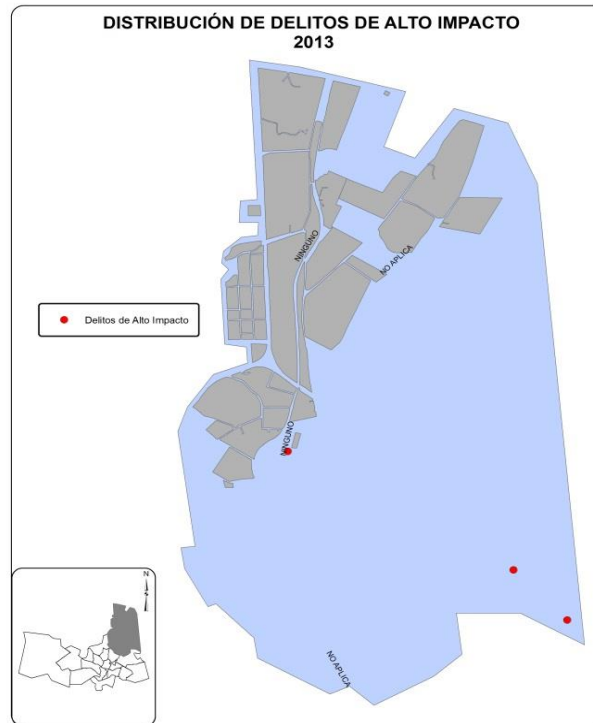 DISTRIBUCIÓN DE DELITOS DE ALTO IMPACTO
2013
NINGUNO
NO APLICA
Delitos de Alto Impacto
NINGUNO
N
NO APLICA